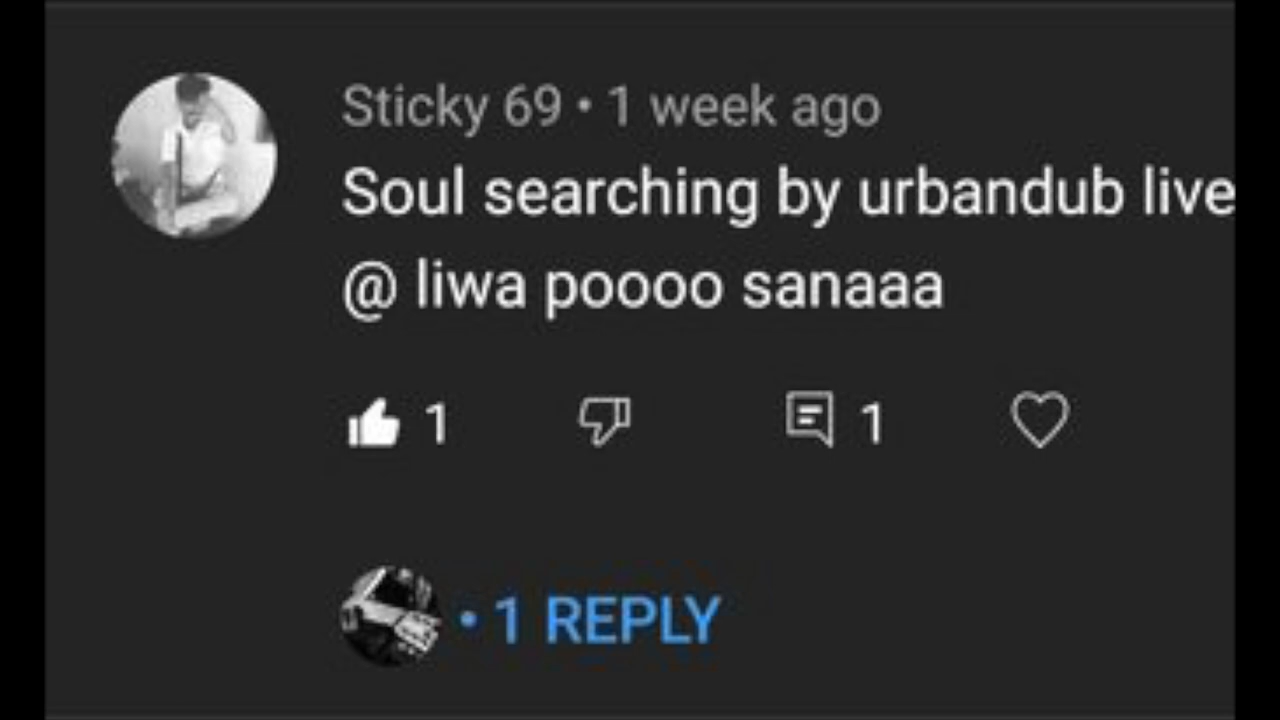 Sticky 69 • 1 week ago
Soul searching by urbandub live
@ liwa poooo sanaaa
1 1
• 1 REPLY